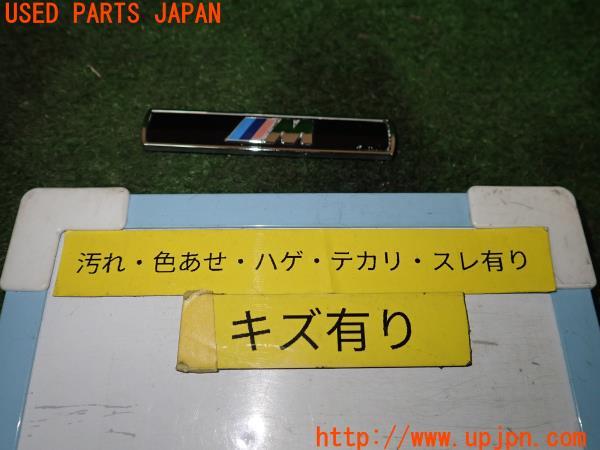 USED PARTS JAPAN
M
汚れ・色あせ・ハゲ・テカリ・スレ有り
キズ有り
http://www.upjpn.com